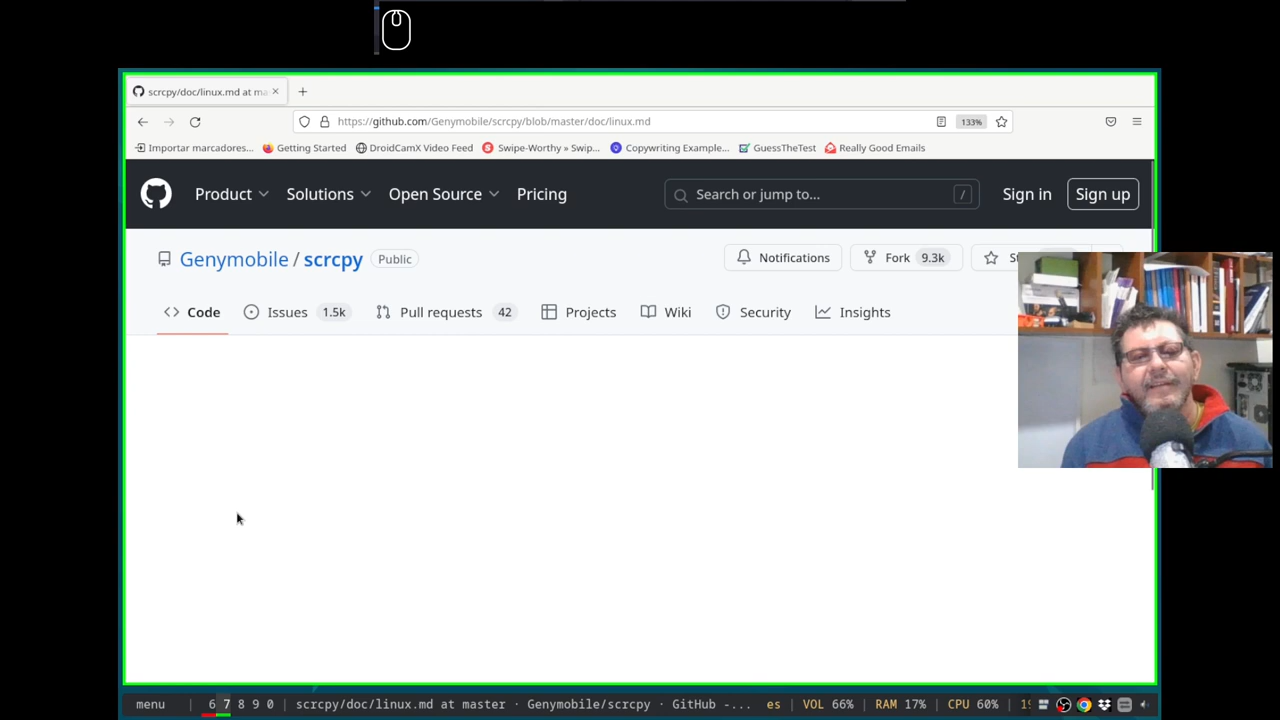 scrcpy/doc/linux.md at ma
https://github.com/Genymobile/scrcpy/blob/master/doc/linux.md 133%
Importar marcadores... Getting Started DroidCamX Video Feed Swipe-Worthy » Swip... Copywriting Example... GuessTheTest Really Good Emails
Product Solutions Open Source Pricing Search or jump to... / Sign in Sign up
Genymobile / scrcpy Public Notifications Fork 9.3k
Code Issues 1.5k Pull requests 42 Projects Wiki Security Insights
menu | 6 7 8 9 0 | scrcpy/doc/linux.md at master · Genymobile/scrcpy · GitHub -... es | VOL 66% | RAM 17% | CPU 60% |